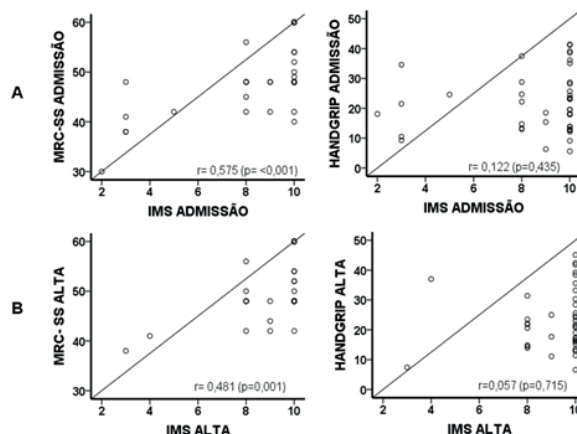 A
MRC-SS ADMISSÃO
60
50
40
30
2 4 6 8 10
r= 0,575 (p= <0,001)
IMS ADMISSÃO
HANDGRIP ADMISSÃO
50
40
30
20
10
0
2 4 6 8 10
r= 0,122 (p=0,435)
IMS ADMISSÃO
B
MRC- SS ALTA
60
50
40
30
2 4 6 8 10
r= 0,481 (p=0,001)
IMS ALTA
HANDGRIP ALTA
50
40
30
20
10
0
2 4 6 8 10
r=0,057 (p=0,715)
IMS ALTA